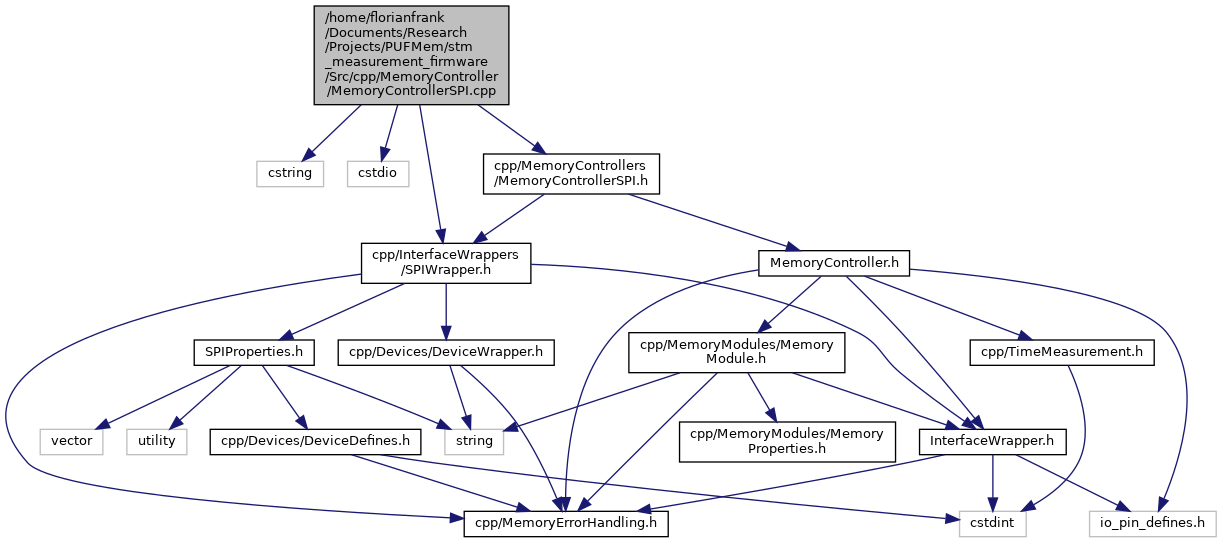 /home/florianfrank
/Documents/Research
/Projects/PUFMem/stm
_measurement_firmware
/Src/cpp/MemoryController
/MemoryControllerSPI.cpp
cstring
cstdio
cpp/MemoryControllers
/MemoryControllerSPI.h
cpp/InterfaceWrappers
/SPIWrapper.h
MemoryController.h
SPIProperties.h
cpp/Devices/DeviceWrapper.h
cpp/MemoryModules/Memory
Module.h
cpp/TimeMeasurement.h
vector
utility
cpp/Devices/DeviceDefines.h
string
cpp/MemoryModules/Memory
Properties.h
InterfaceWrapper.h
cpp/MemoryErrorHandling.h
cstdint
io_pin_defines.h